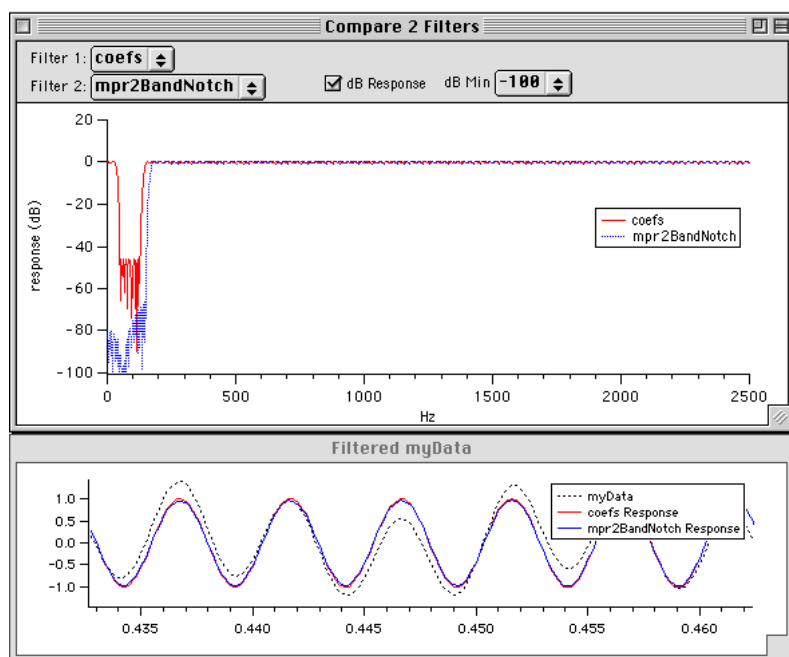 Compare 2 Filters
Filter 1: coefs
Filter 2: mpr2BandNotch
dB Response
dB Min -100
20
0
-20
-40
-60
-80
-100
response (dB)
coefs
mpr2BandNotch
0 500 1000 1500 2000 2500
Hz
Filtered myData
1.0
0.5
0.0
-0.5
-1.0
myData
coefs Response
mpr2BandNotch Response
0.435 0.440 0.445 0.450 0.455 0.460